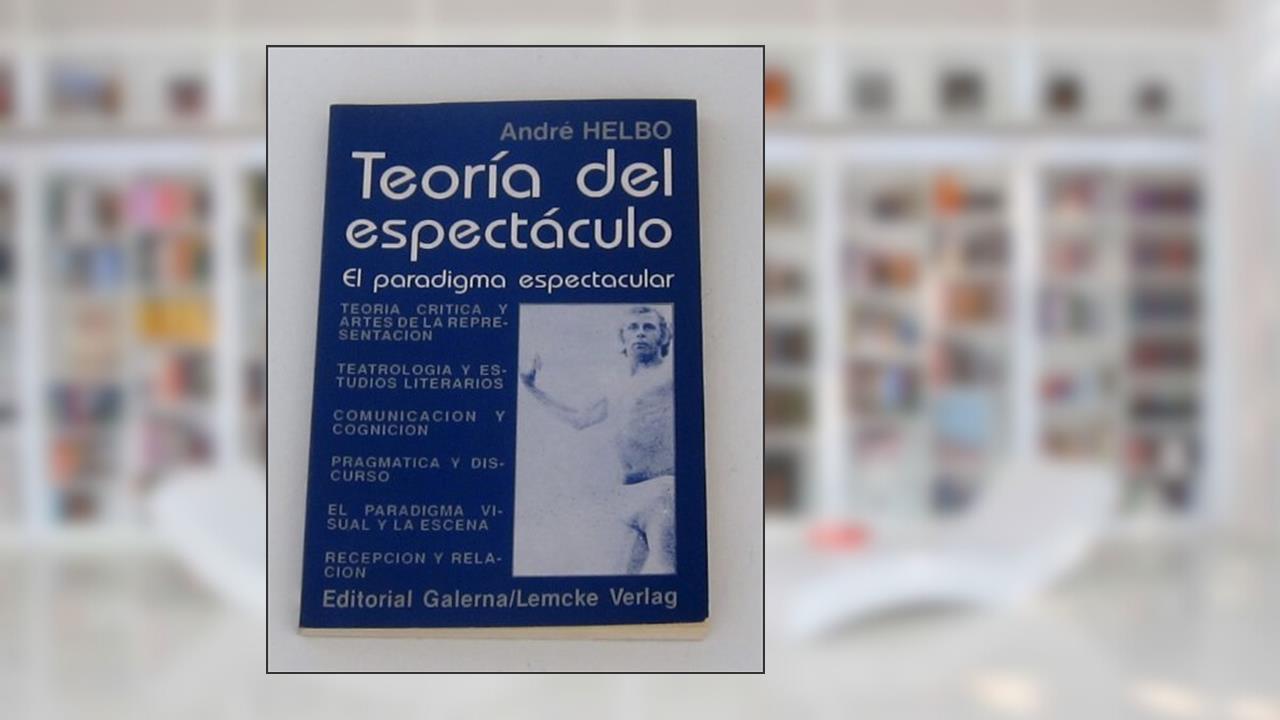 André HELBO
Teoría del
espectáculo
El paradigma espectacular
TEORIA CRITICA Y
ARTES DE LA REPRE-
SENTACION
TEATROLOGIA Y ES-
TUDIOS LITERARIOS
COMUNICACION Y
COGNICION
PRAGMATICA Y DIS-
CURSO
EL PARADIGMA VI-
SUAL Y LA ESCENA
RECEPCION Y RELA-
CION
Editorial Galerna/Lemcke Verlag